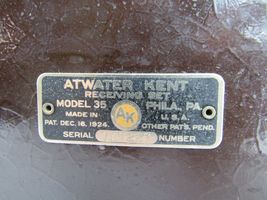 ATWATER KENT
RECEIVING SET
MODEL 35 AK PHILA, PA.
MADE IN U.S.A.
PAT. DEC. 16, 1924. OTHER PAT'S. PEND.
SERIAL NUMBER